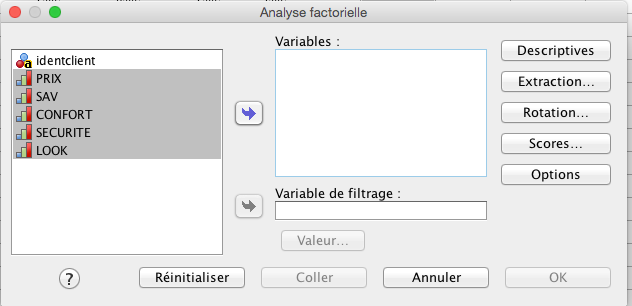 Analyse factorielle
identclient
PRIX
SAV
CONFORT
SECURITE
LOOK
Variables :
Variable de filtrage :
Valeur...
Descriptives
Extraction...
Rotation...
Scores...
Options
?
Réinitialiser
Coller
Annuler
OK